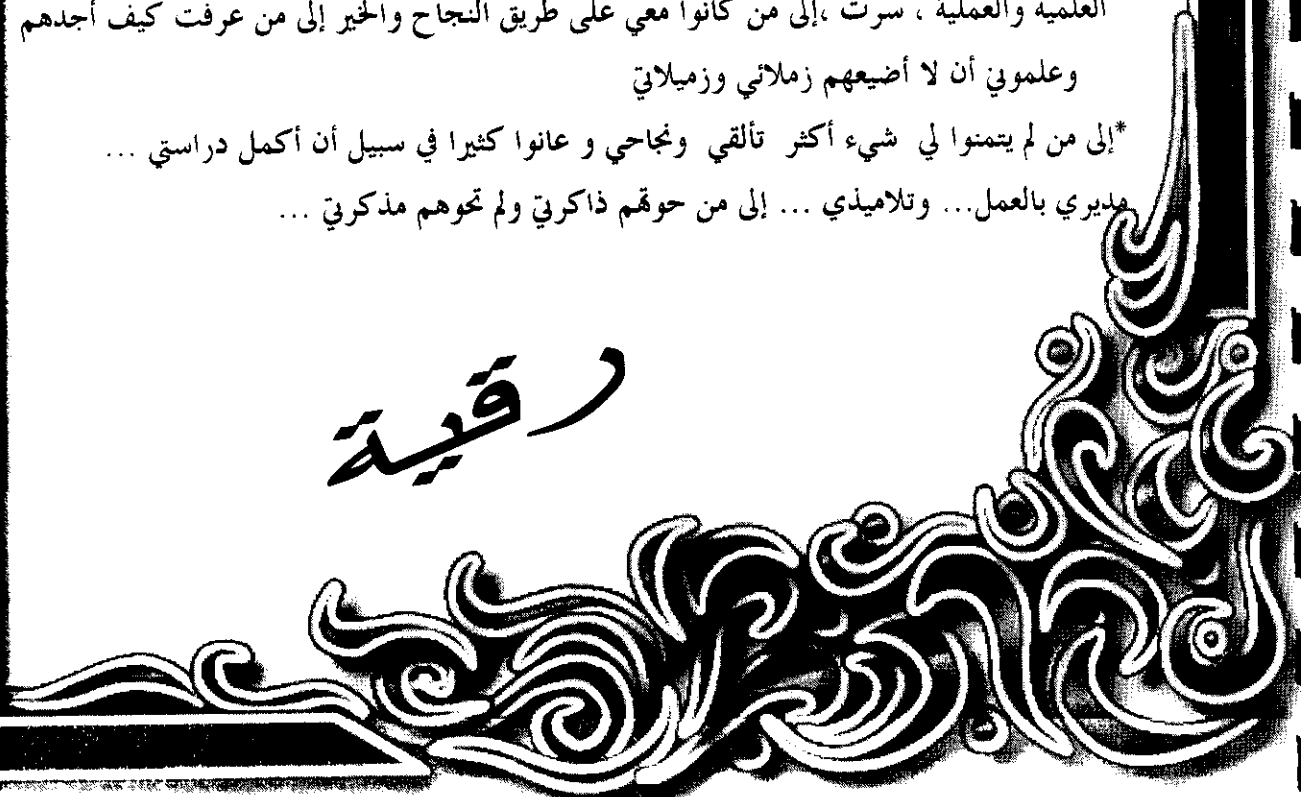 العلمية والعملية ، سرت ،إلى من كانوا معي على طريق النجاح والخير إلى من عرفت كيف أجدهم
وعلموني أن لا أضيعهم زملائي وزميلاتي
*إلى من لم يتمنوا لي شيء أكثر تألقي ونجاحي و عانوا كثيرا في سبيل أن أكمل دراستي ...
مديري بالعمل... وتلاميذي ... إلى من حوتهم ذاكرتي ولم تحوهم مذكرتي ...
رقية